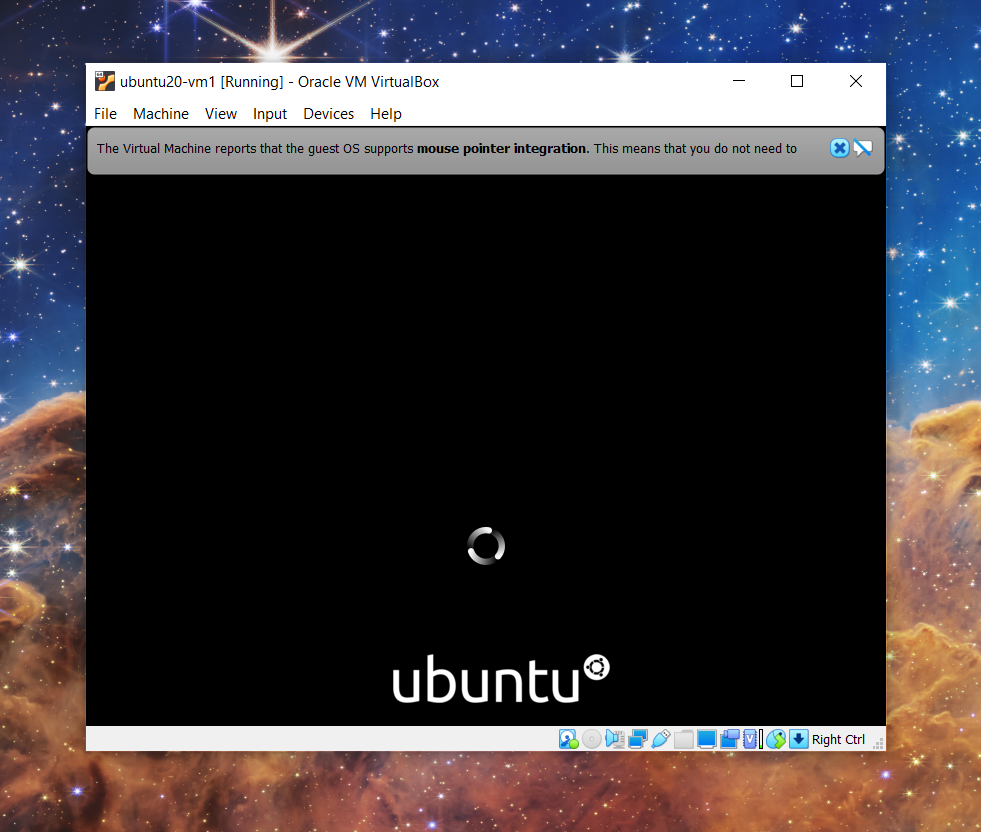 ubuntu20-vm1 [Running] - Oracle VM VirtualBox
File Machine View Input Devices Help
The Virtual Machine reports that the guest OS supports mouse pointer integration. This means that you do not need to
ubuntu
V
Right Ctrl